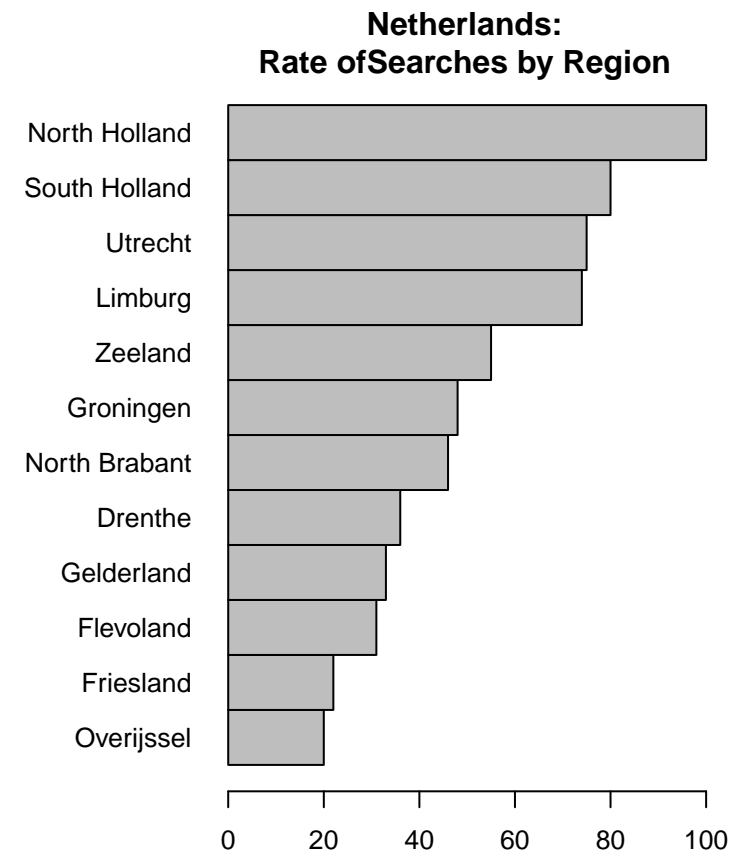 Netherlands:
Rate ofSearches by Region
North Holland
South Holland
Utrecht
Limburg
Zeeland
Groningen
North Brabant
Drenthe
Gelderland
Flevoland
Friesland
Overijssel
0 20 40 60 80 100